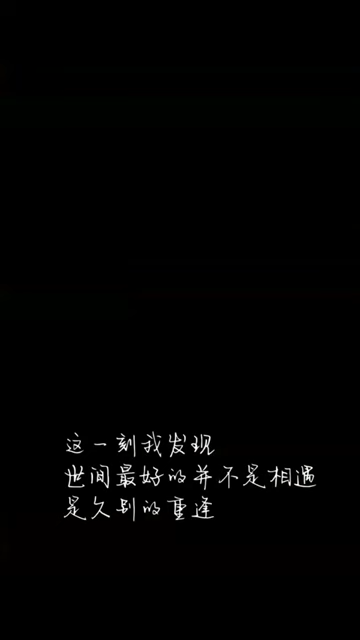 这一刻我发现
世间最好的并不是相遇
是久别的重逢